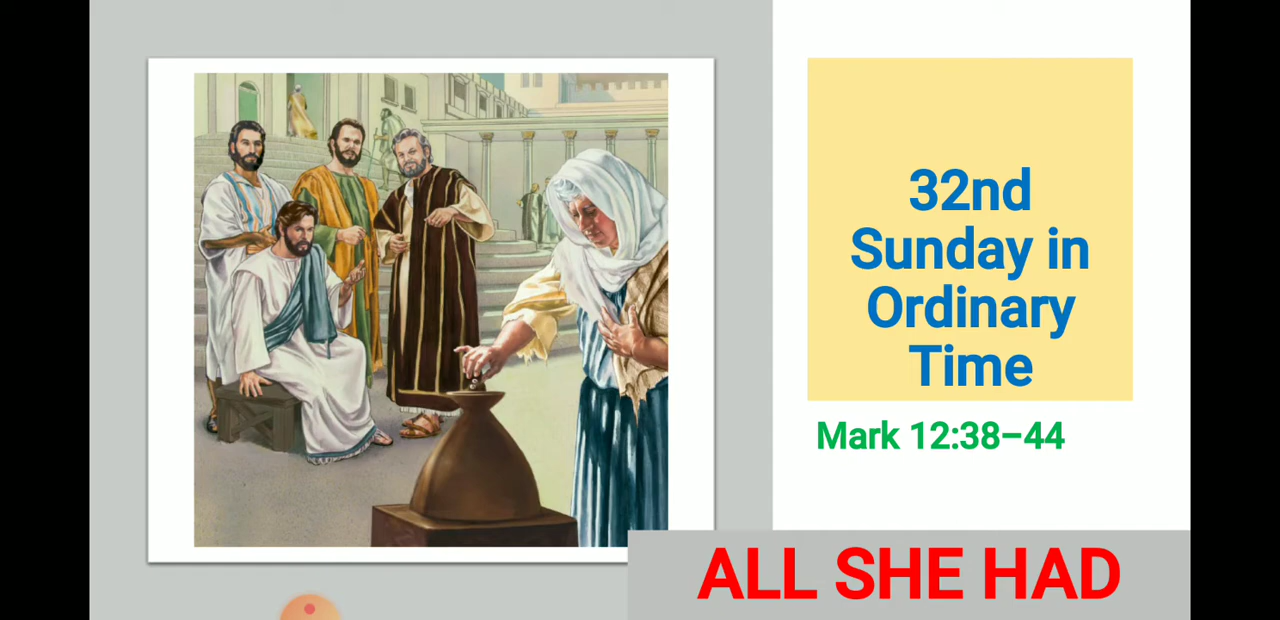 32nd
Sunday in
Ordinary
Time
Mark 12:38–44
ALL SHE HAD